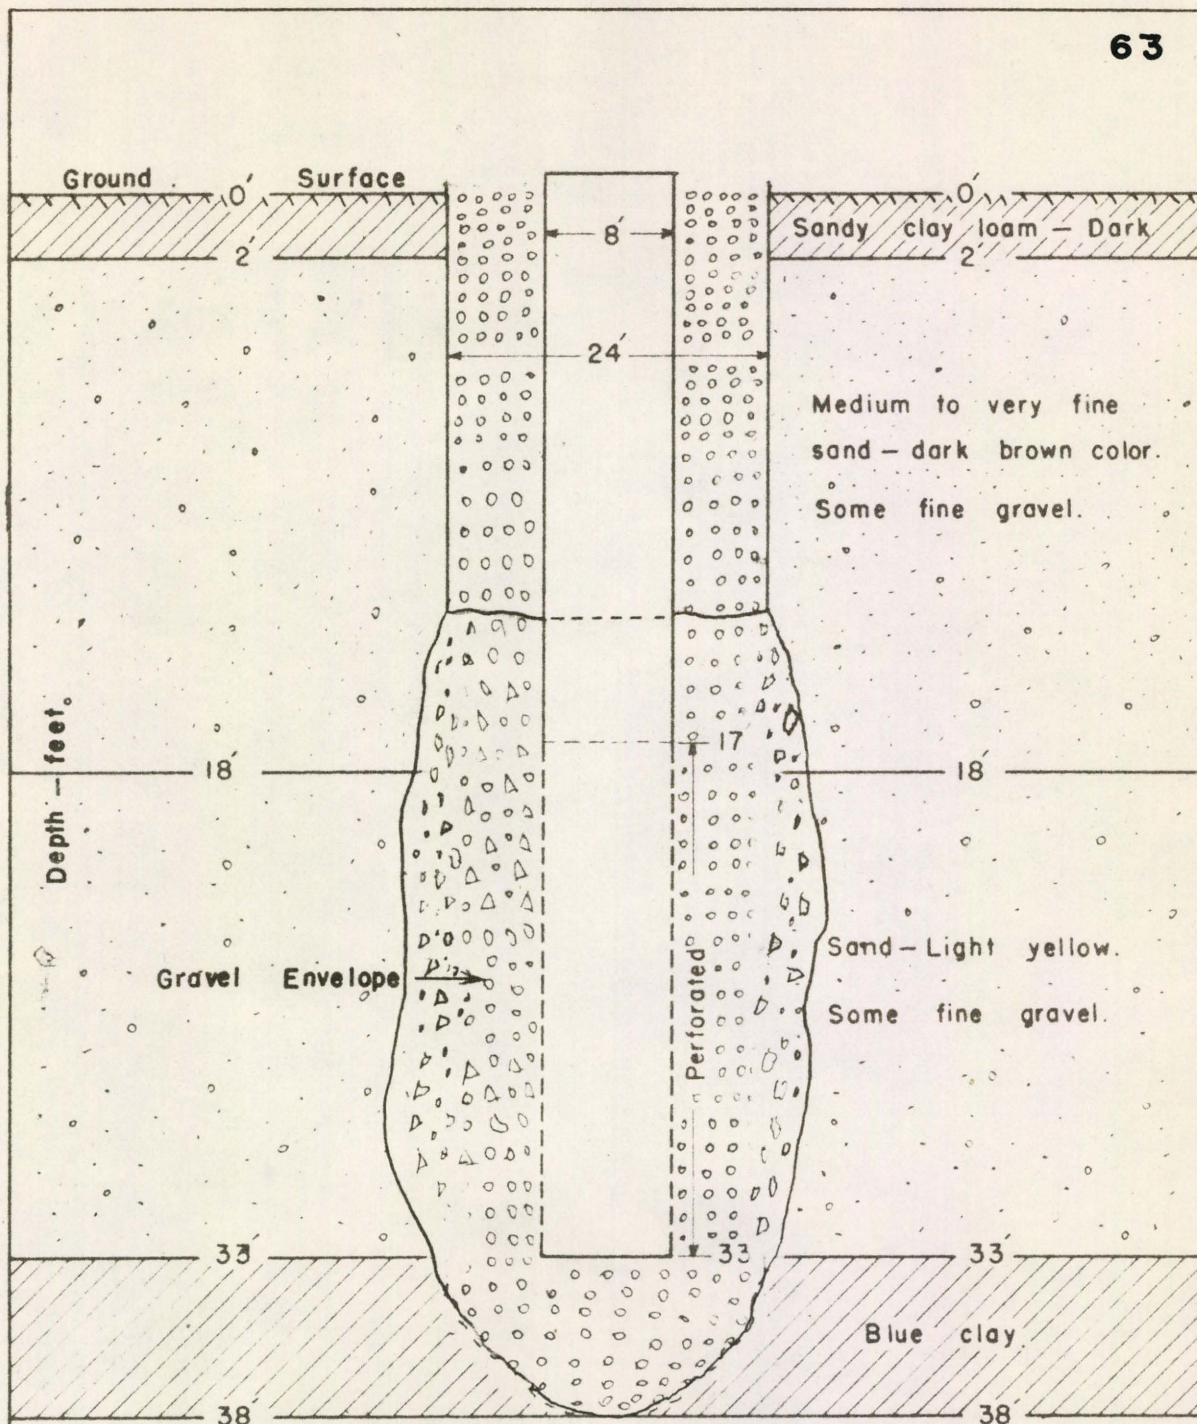 63
Ground Surface
0'
0'
Sandy clay loam – Dark
2'
2'
8'
24'
Medium to very fine
sand – dark brown color.
Some fine gravel.
17'
18'
18'
Depth – feet.
Gravel Envelope
Perforated
Sand – Light yellow.
Some fine gravel.
33'
33
33'
Blue clay.
38'
38'